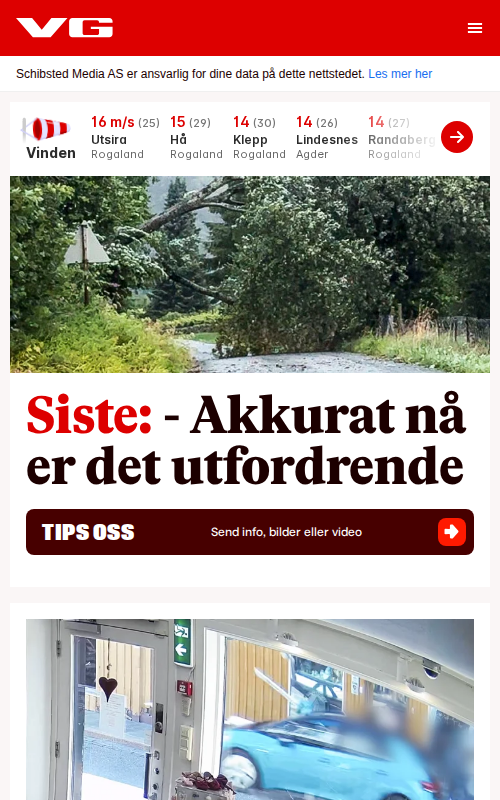 VG
Schibsted Media AS er ansvarlig for dine data på dette nettstedet. Les mer her
Vinden
16 m/s (25)
Utsira
Rogaland
15 (29)
Hå
Rogaland
14 (30)
Klepp
Rogaland
14 (26)
Lindesnes
Agder
14 (27)
Randaberg
Rogaland
Siste: - Akkurat nå
er det utfordrende
TIPS OSS
Send info, bilder eller video